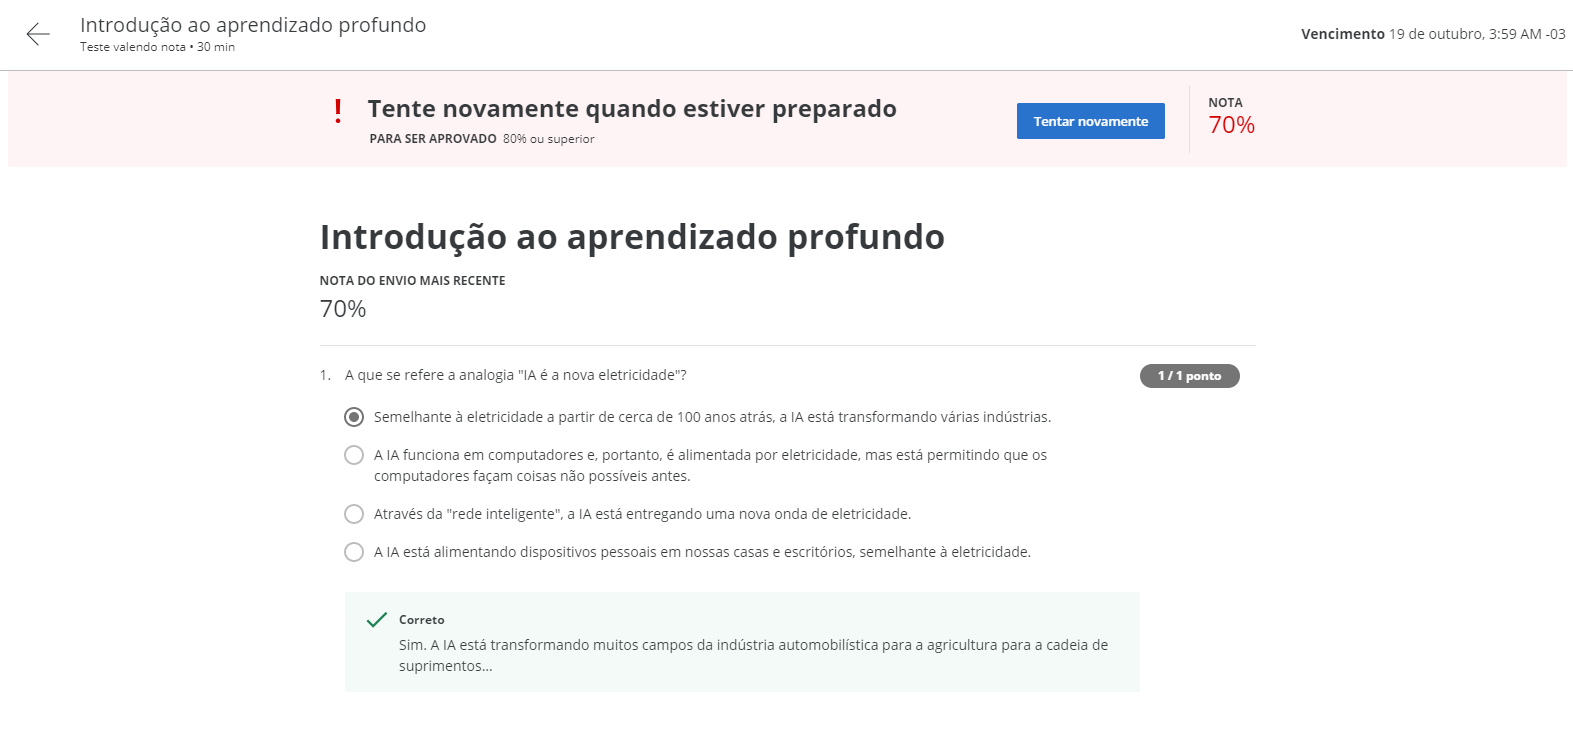 Introdução ao aprendizado profundo
Teste valendo nota • 30 min
Vencimento 19 de outubro, 3:59 AM -03
! Tente novamente quando estiver preparado
PARA SER APROVADO 80% ou superior
Tentar novamente
NOTA
70%
Introdução ao aprendizado profundo
NOTA DO ENVIO MAIS RECENTE
70%
1. A que se refere a analogia "IA é a nova eletricidade"?
1 / 1 ponto
Semelhante à eletricidade a partir de cerca de 100 anos atrás, a IA está transformando várias indústrias.
A IA funciona em computadores e, portanto, é alimentada por eletricidade, mas está permitindo que os
computadores façam coisas não possíveis antes.
Através da "rede inteligente", a IA está entregando uma nova onda de eletricidade.
A IA está alimentando dispositivos pessoais em nossas casas e escritórios, semelhante à eletricidade.
Correto
Sim. A IA está transformando muitos campos da indústria automobilística para a agricultura para a cadeia de
suprimentos...